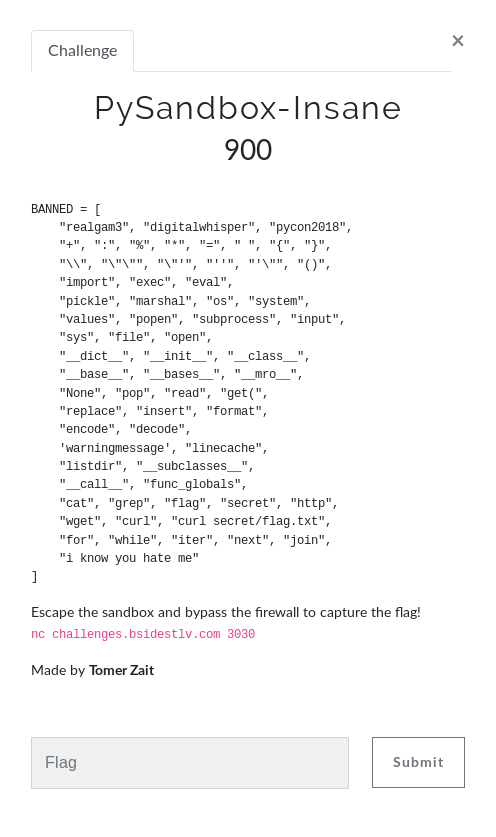 Challenge
×
PySandbox-Insane
900
BANNED = [
    "realgam3", "digitalwhisper", "pycon2018",
    "+", ":", "%", "*", "=", " ", "{", "}",
    "\\", "\"\"", "\"'", "''", "'\"", "()",
    "import", "exec", "eval",
    "pickle", "marshal", "os", "system",
    "values", "popen", "subprocess", "input",
    "sys", "file", "open",
    "__dict__", "__init__", "__class__",
    "__base__", "__bases__", "__mro__",
    "None", "pop", "read", "get(",
    "replace", "insert", "format",
    "encode", "decode",
    'warningmessage', "linecache",
    "listdir", "__subclasses__",
    "__call__", "func_globals",
    "cat", "grep", "flag", "secret", "http",
    "wget", "curl", "curl secret/flag.txt",
    "for", "while", "iter", "next", "join",
    "i know you hate me"
]
Escape the sandbox and bypass the firewall to capture the flag!
nc challenges.bsidestlv.com 3030
Made by Tomer Zait
Flag
Submit